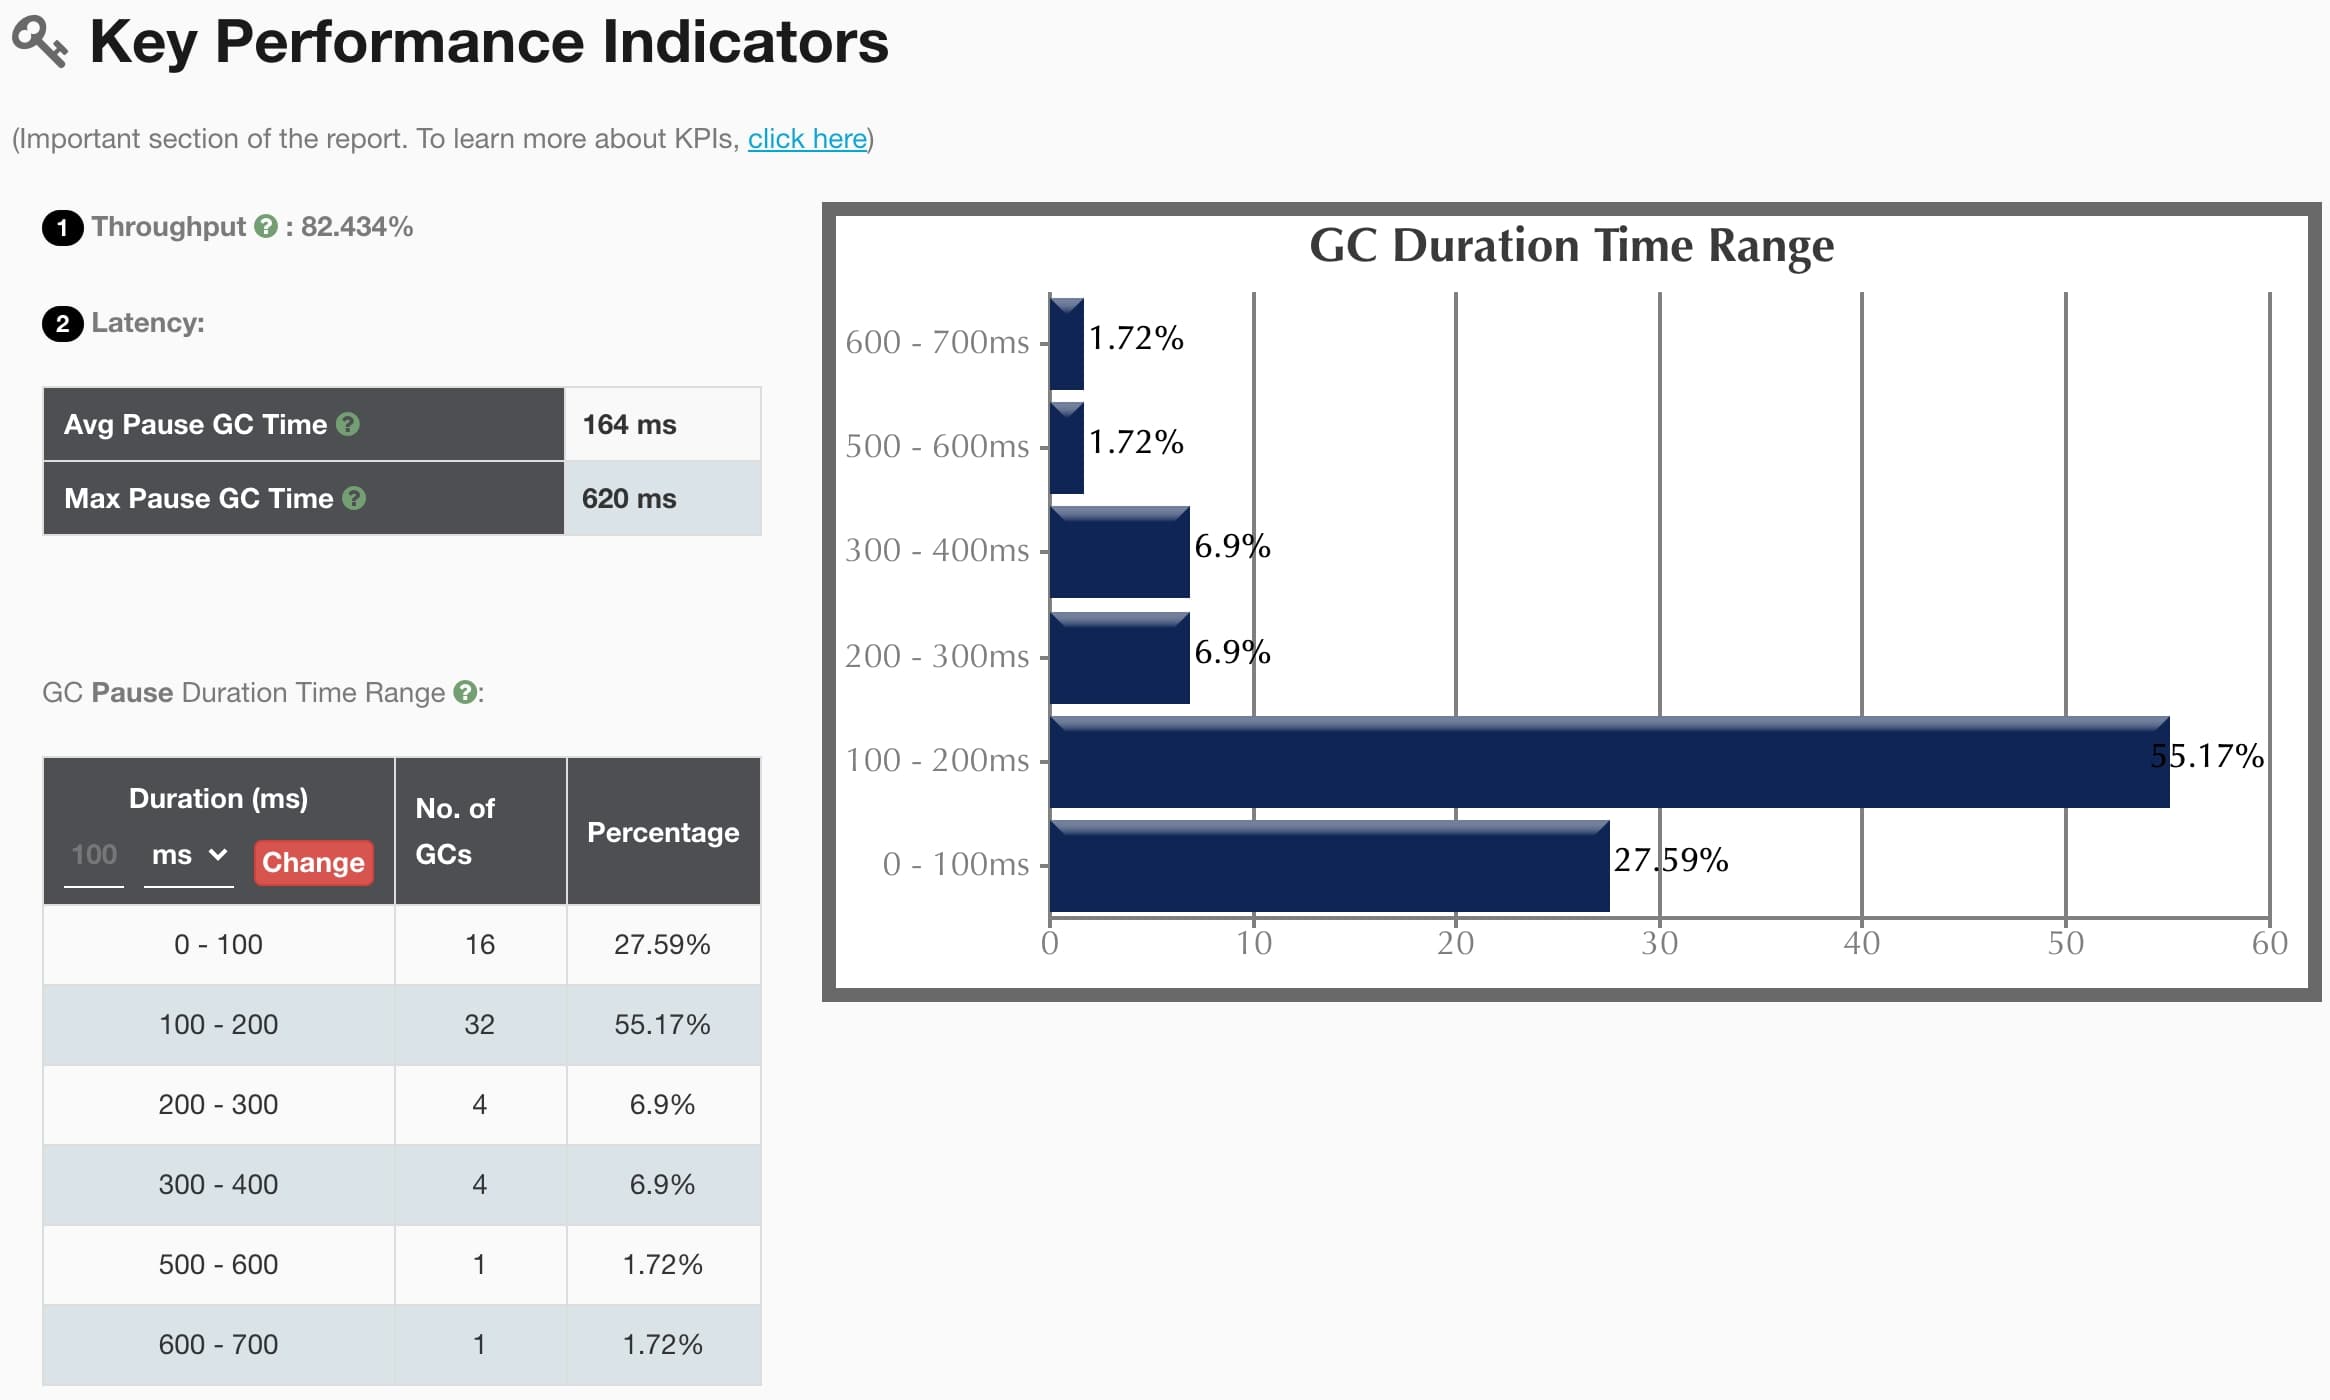 Key Performance Indicators
(Important section of the report. To learn more about KPIs, click here)
1 Throughput ? : 82.434%
2 Latency:
Avg Pause GC Time ? 164 ms
Max Pause GC Time ? 620 ms
GC Pause Duration Time Range ?:
Duration (ms)
100 ms Change
No. of
GCs
Percentage
0 - 100 16 27.59%
100 - 200 32 55.17%
200 - 300 4 6.9%
300 - 400 4 6.9%
500 - 600 1 1.72%
600 - 700 1 1.72%
GC Duration Time Range
600 - 700ms 1.72%
500 - 600ms 1.72%
300 - 400ms 6.9%
200 - 300ms 6.9%
100 - 200ms 55.17%
0 - 100ms 27.59%
0 10 20 30 40 50 60